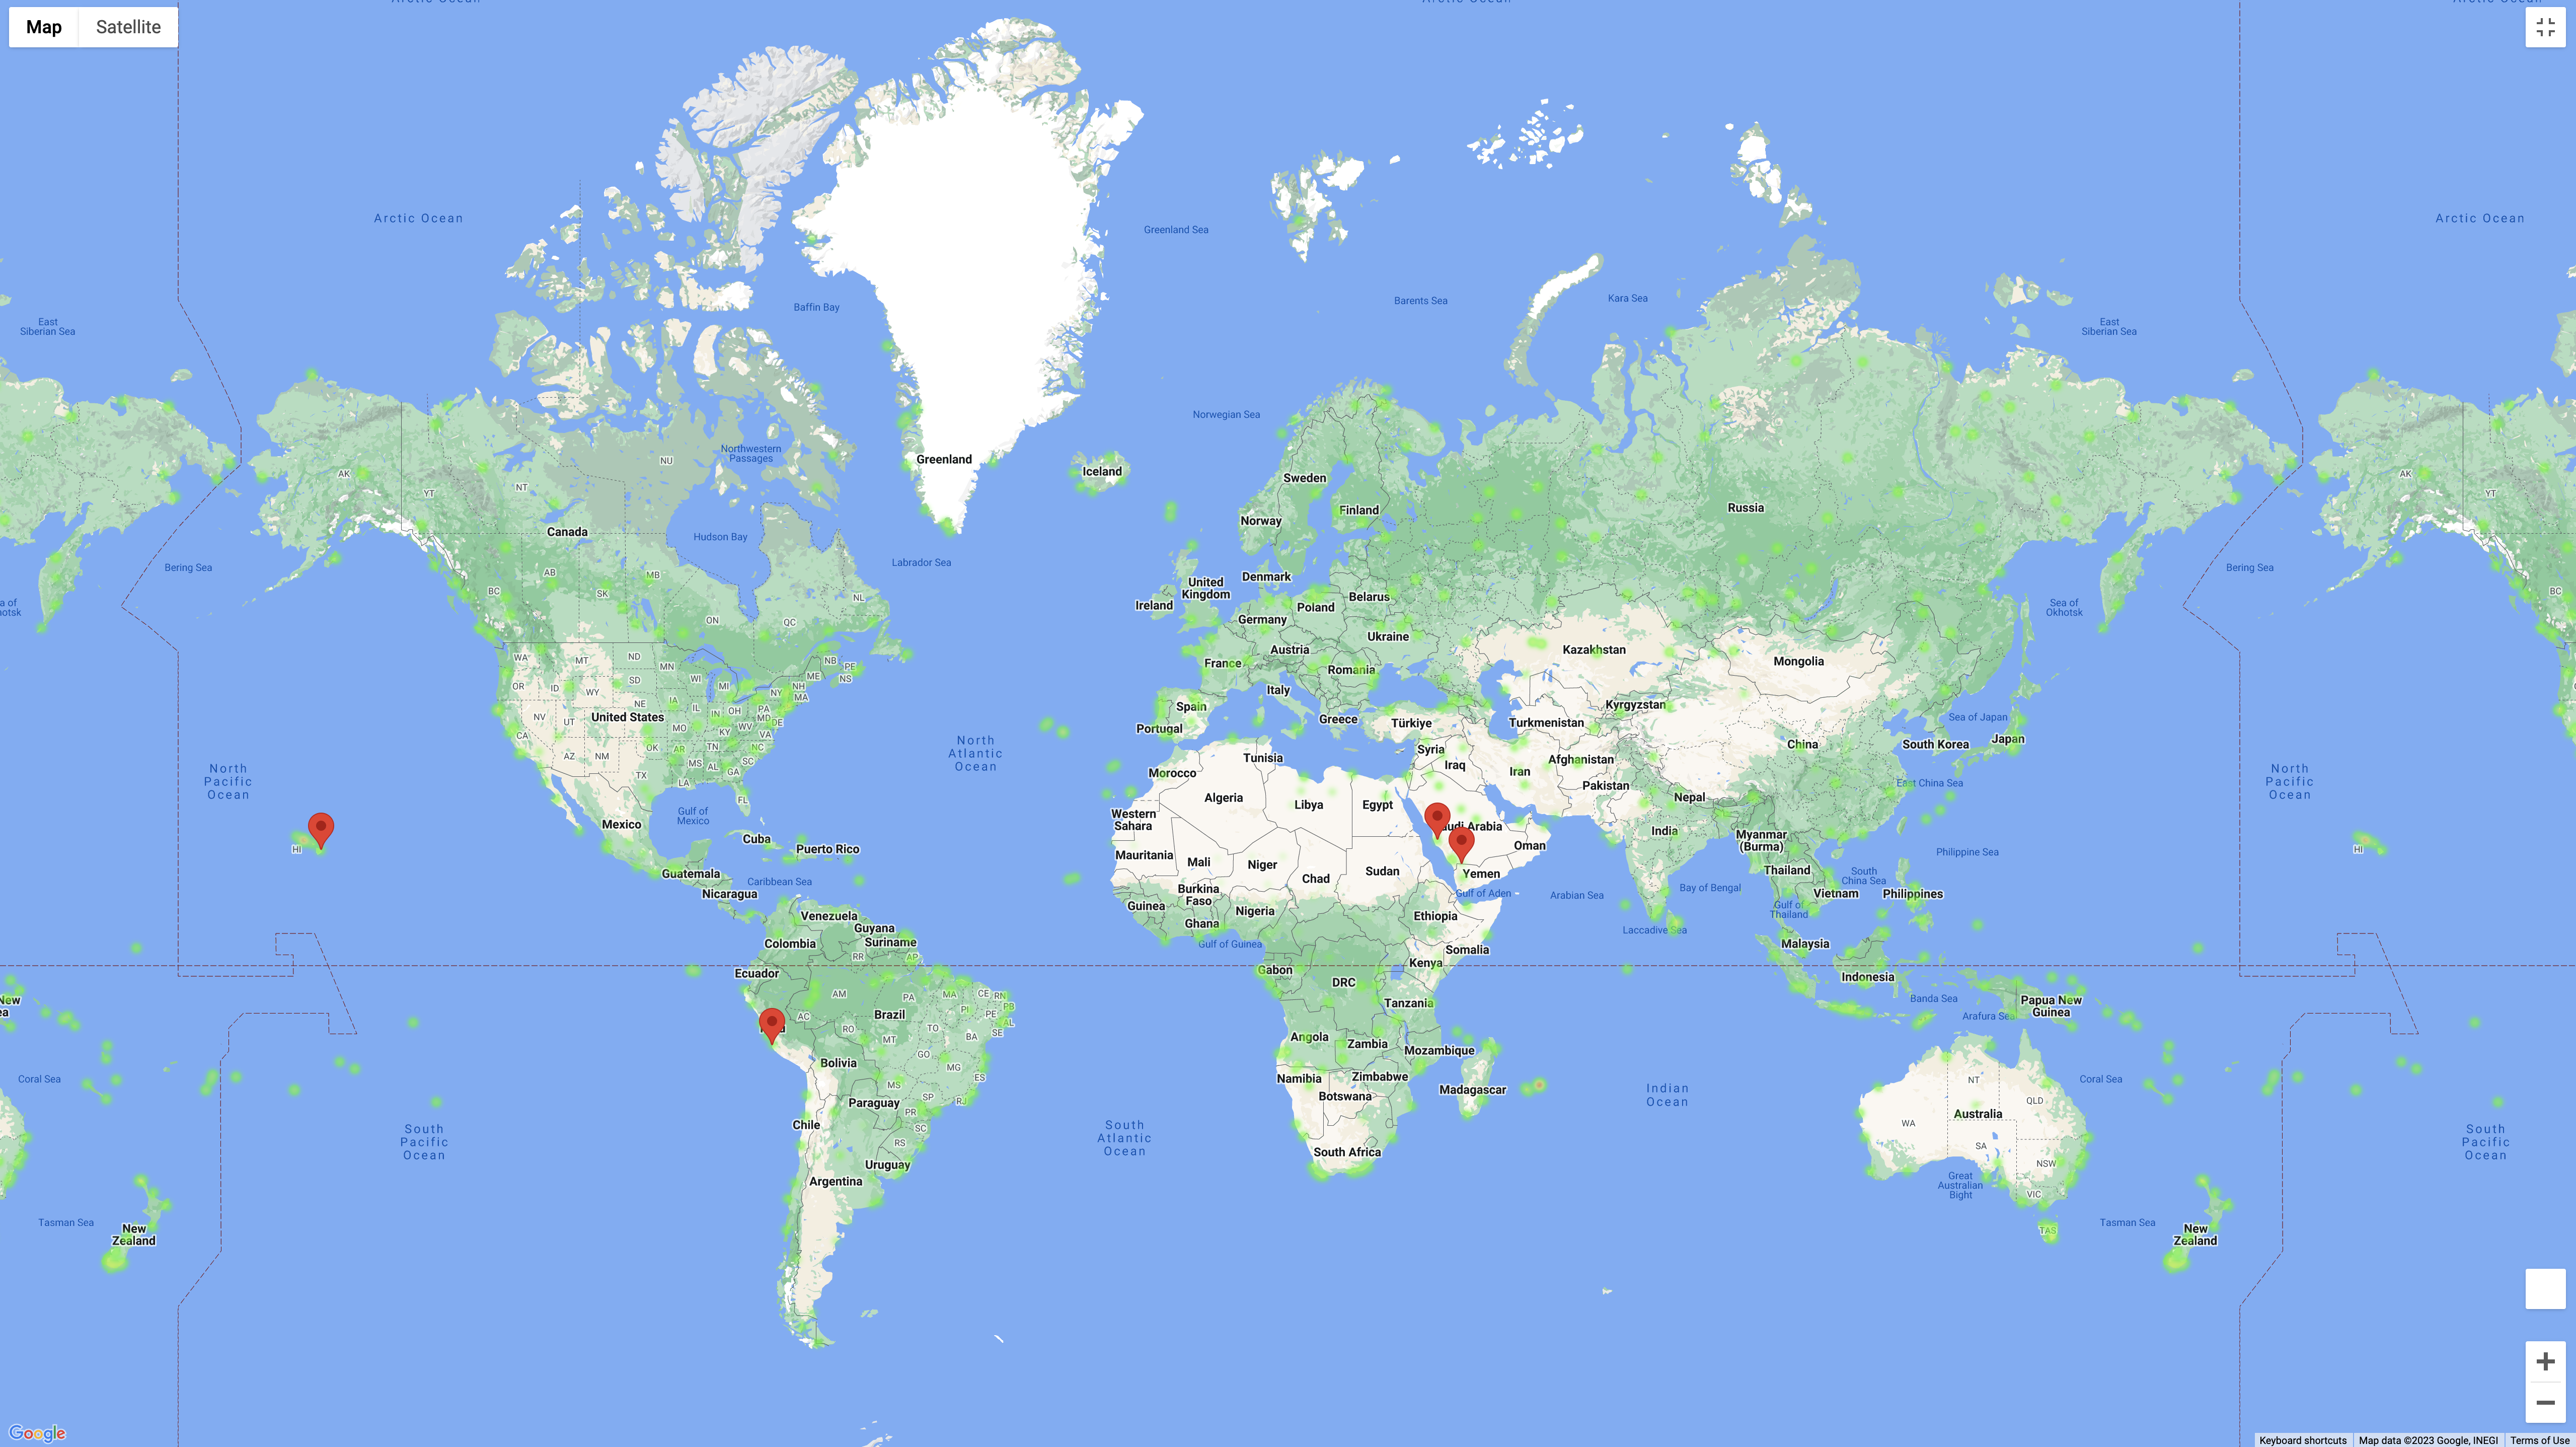 Arctic Ocean
Arctic Ocean
Map
Satellite
Arctic Ocean
Greenland Sea
Arctic Ocean
East
Siberian Sea
Baffin Bay
Barents Sea
Kara Sea
East
Siberian Sea
Norwegian Sea
Northwestern
Passages
NU
Greenland
Iceland
AK
YT
NT
Sweden
Finland
Norway
Russia
AK
YT
Canada
Hudson Bay
Labrador Sea
Bering Sea
Bering Sea
BC
AB
SK
MB
ON
QC
NL
United
Kingdom
Ireland
Denmark
Poland
Belarus
Germany
Ukraine
Sea of
Okhotsk
BC
Austria
France
Romania
Kazakhstan
Mongolia
WA
MT
ND
MN
OR
ID
WY
SD
WI
MI
NB
PE
ME
NS
NH
MA
NY
Italy
Spain
Portugal
Greece
Türkiye
Turkmenistan
Kyrgyzstan
NV
UT
United States
NE
IA
IL
IN
OH
PA
MD
DE
MO
KY
WV
VA
CA
AZ
NM
OK
AR
TN
NC
MS
AL
SC
GA
TX
LA
FL
Sea of Japan
China
South Korea
Japan
North
Pacific
Ocean
North
Atlantic
Ocean
Tunisia
Morocco
Syria
Iraq
Iran
Afghanistan
Pakistan
Nepal
East China Sea
North
Pacific
Ocean
Algeria
Libya
Egypt
Western
Sahara
Gulf of
Mexico
Mexico
Cuba
Puerto Rico
HI
India
Myanmar
(Burma)
Oman
Philippine Sea
HI
Mauritania
Mali
Niger
Chad
Sudan
Yemen
Guatemala
Caribbean Sea
Nicaragua
Burkina
Faso
Guinea
Ghana
Nigeria
Ethiopia
Gulf of Aden
Arabian Sea
Bay of Bengal
Thailand
South
China Sea
Vietnam
Philippines
Gulf of
Thailand
Venezuela
Guyana
Suriname
Colombia
RR
AP
Gulf of Guinea
Somalia
Laccadive Sea
Malaysia
Ecuador
Gabon
Kenya
DRC
Indonesia
Banda Sea
Papua New
Guinea
Tanzania
AM
PA
MA
CE
RN
PB
PI
PE
AL
SE
AC
RO
Brazil
TO
BA
MT
GO
Bolivia
MG
ES
MS
SP
RJ
Paraguay
PR
SC
RS
Chile
Uruguay
Argentina
Angola
Zambia
Mozambique
Namibia
Zimbabwe
Botswana
Madagascar
South Africa
Arafura Sea
Coral Sea
Coral Sea
Indian
Ocean
NT
QLD
Australia
WA
SA
NSW
VIC
TAS
Great
Australian
Bight
South
Pacific
Ocean
South
Atlantic
Ocean
South
Pacific
Ocean
Tasman Sea
New
Zealand
Tasman Sea
New
Zealand
Google
Keyboard shortcuts
Map data ©2023 Google, INEGI
Terms of Use